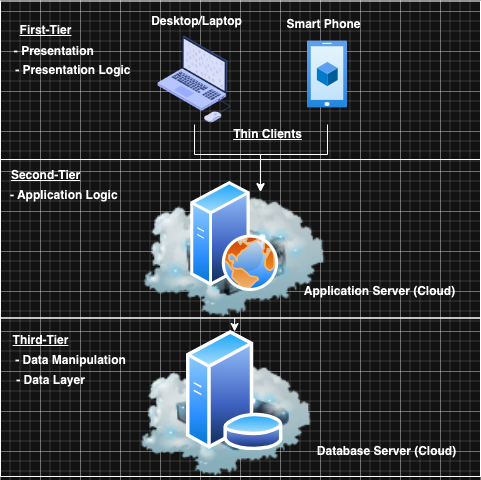 Desktop/Laptop
Smart Phone
First-Tier
- Presentation
- Presentation Logic
Thin Clients
Second-Tier
- Application Logic
Application Server (Cloud)
Third-Tier
- Data Manipulation
- Data Layer
Database Server (Cloud)